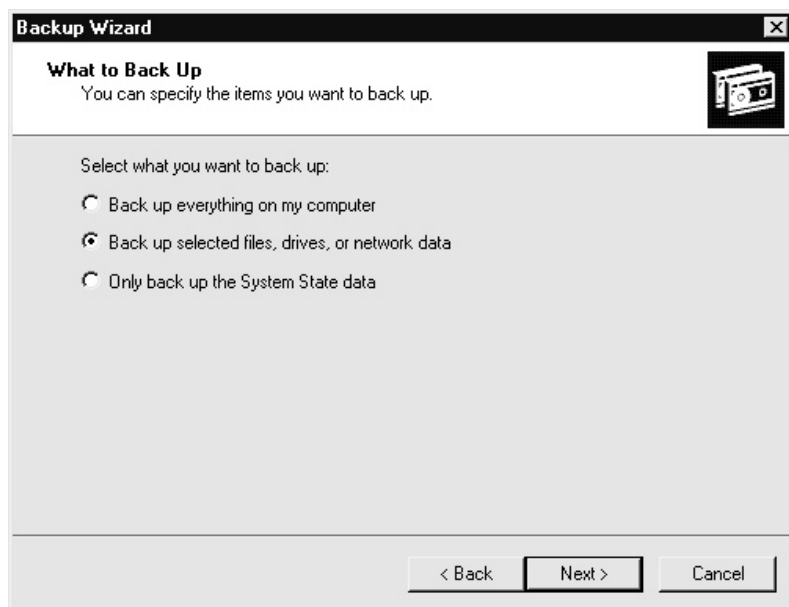 Backup Wizard
What to Back Up
You can specify the items you want to back up.
Select what you want to back up:
Back up everything on my computer
Back up selected files, drives, or network data
Only back up the System State data
< Back
Next >
Cancel